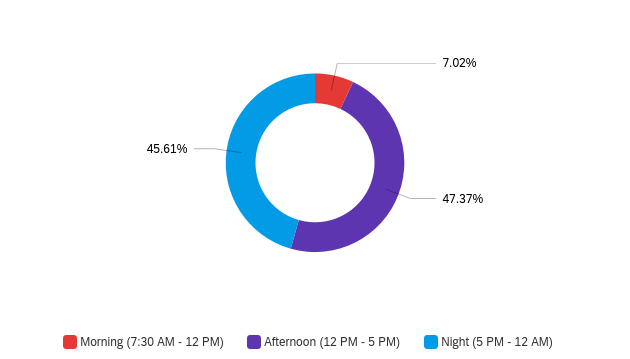 7.02%
45.61%
47.37%
Morning (7:30 AM - 12 PM) Afternoon (12 PM - 5 PM) Night (5 PM - 12 AM)